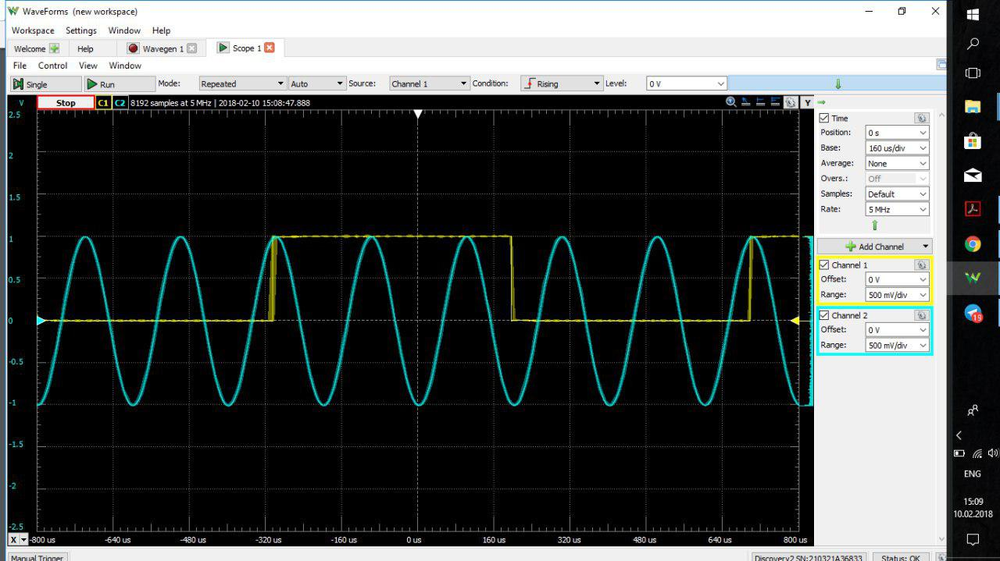 WaveForms (new workspace)
Workspace Settings Window Help
Welcome Help Wavegen 1 Scope 1
File Control View Window
Single Run Mode: Repeated Auto Source: Channel 1 Condition: Rising Level: 0 V
V Stop C1 C2 8192 samples at 5 MHz | 2018-02-10 15:08:47.888 Y
2.5
2
1.5
1
0.5
0
-0.5
-1
-1.5
-2
-2.5
X -800 us -640 us -480 us -320 us -160 us 0 us 160 us 320 us 480 us 640 us 800 us
Time
Position: 0 s
Base: 160 us/div
Average: None
Overs.: Off
Samples: Default
Rate: 5 MHz
Add Channel
Channel 1
Offset: 0 V
Range: 500 mV/div
Channel 2
Offset: 0 V
Range: 500 mV/div
Manual Trigger Discovery2 SN:210321A36833 Status: OK
19
ENG
15:09
10.02.2018